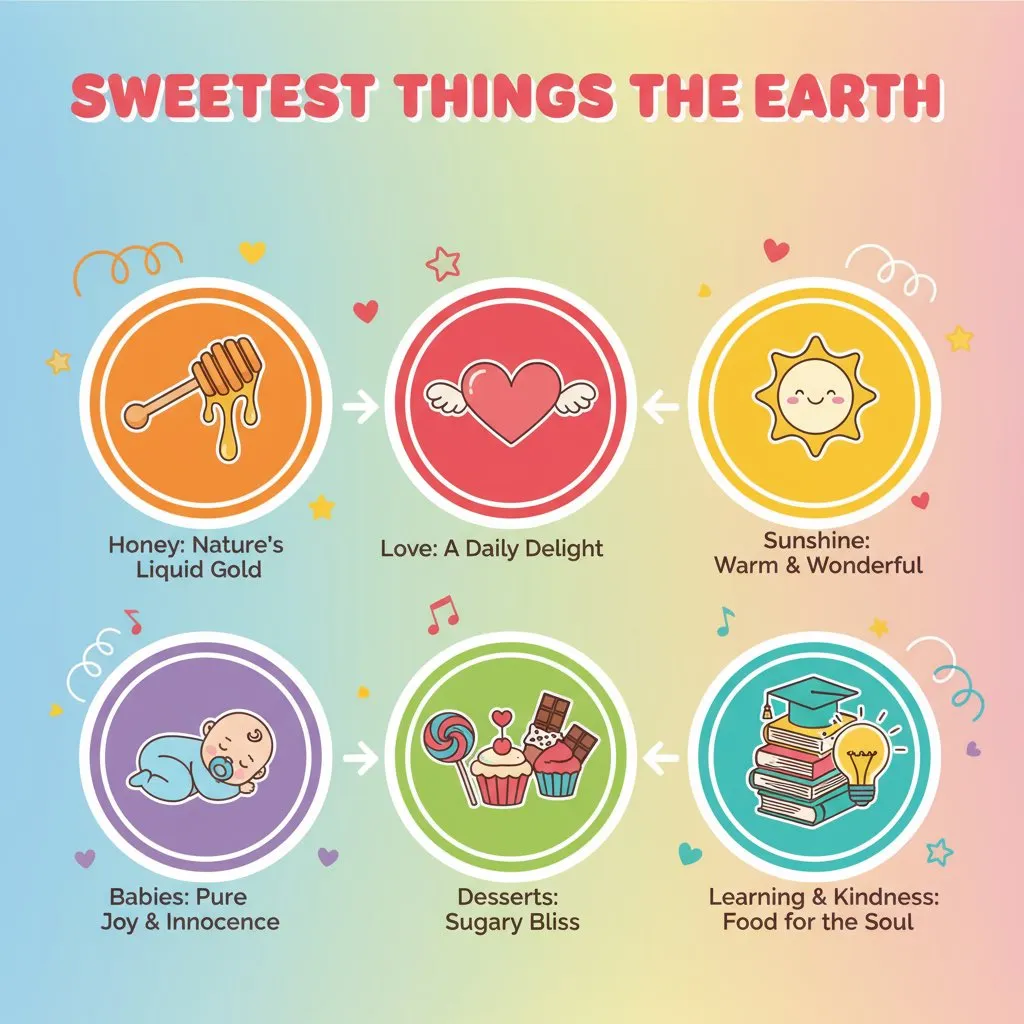 SWEETEST THINGS THE EARTH
Honey: Nature's
Liquid Gold
Love: A Daily Delight
Sunshine:
Warm & Wonderful
Babies: Pure
Joy & Innocence
Desserts:
Sugary Bliss
Learning & Kindness:
Food for the Soul